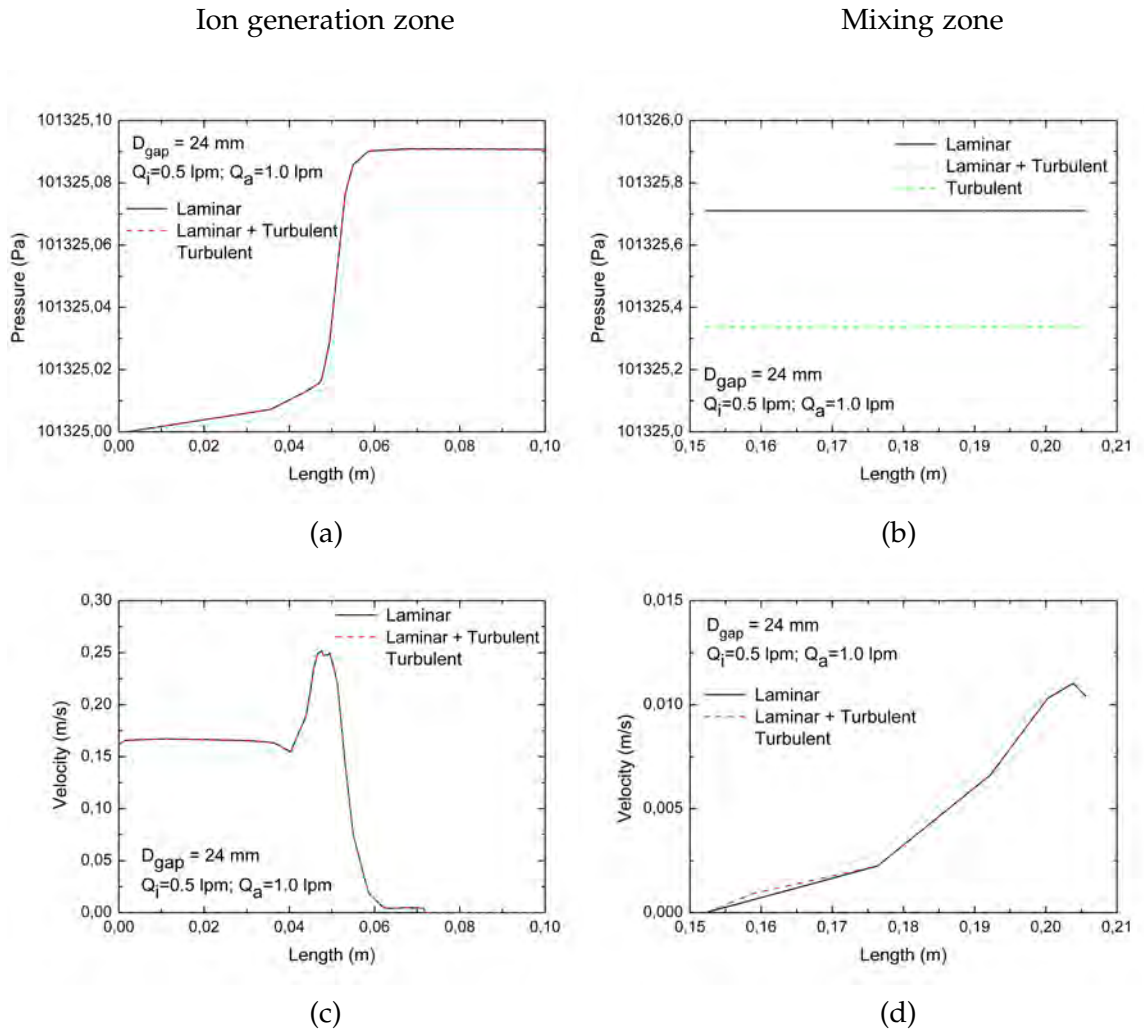 Ion generation zone
Mixing zone
101325,10
101325,08
101325,06
101325,04
101325,02
101325,00
Pressure (Pa)
D_gap = 24 mm
Q_i=0.5 lpm; Q_a=1.0 lpm
Laminar
Laminar + Turbulent
Turbulent
0,00 0,02 0,04 0,06 0,08 0,10
Length (m)
(a)
101326,0
101325,8
101325,6
101325,4
101325,2
101325,0
Pressure (Pa)
Laminar
Laminar + Turbulent
Turbulent
D_gap = 24 mm
Q_i=0.5 lpm; Q_a=1.0 lpm
0,15 0,16 0,17 0,18 0,19 0,20 0,21
Length (m)
(b)
0,30
0,25
0,20
0,15
0,10
0,05
0,00
Velocity (m/s)
Laminar
Laminar + Turbulent
Turbulent
D_gap = 24 mm
Q_i=0.5 lpm; Q_a=1.0 lpm
0,00 0,02 0,04 0,06 0,08 0,10
Length (m)
(c)
0,015
0,010
0,005
0,000
Velocity (m/s)
D_gap = 24 mm
Q_i=0.5 lpm; Q_a=1.0 lpm
Laminar
Laminar + Turbulent
Turbulent
0,15 0,16 0,17 0,18 0,19 0,20 0,21
Length (m)
(d)